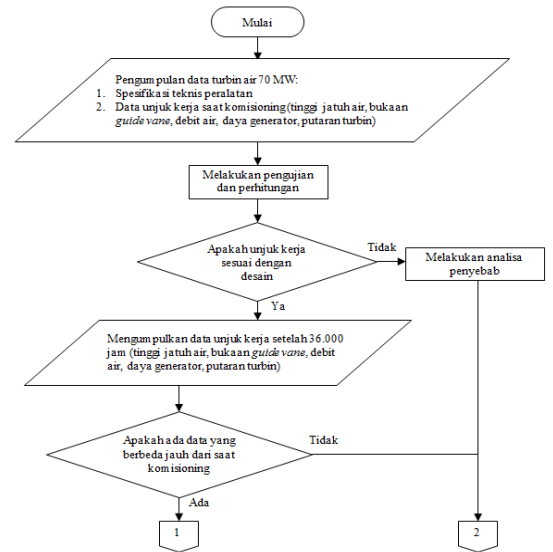 Mulai
Pengumpulan data turbin air 70 MW:
1. Spesifikasi teknis peralatan
2. Data unjuk kerja saat komisioning (tinggi jatuh air, bukaan
guide vane, debit air, daya generator, putaran turbin)
Melakukan pengujian
dan perhitungan
Apakah unjuk kerja
sesuai dengan
desain
Tidak
Melakukan analisa
penyebab
Ya
Mengumpulkan data unjuk kerja setelah 36.000
jam (tinggi jatuh air, bukaan guide vane, debit
air, daya generator, putaran turbin)
Apakah ada data yang
berbeda jauh dari saat
komisioning
Tidak
Ada
1
2